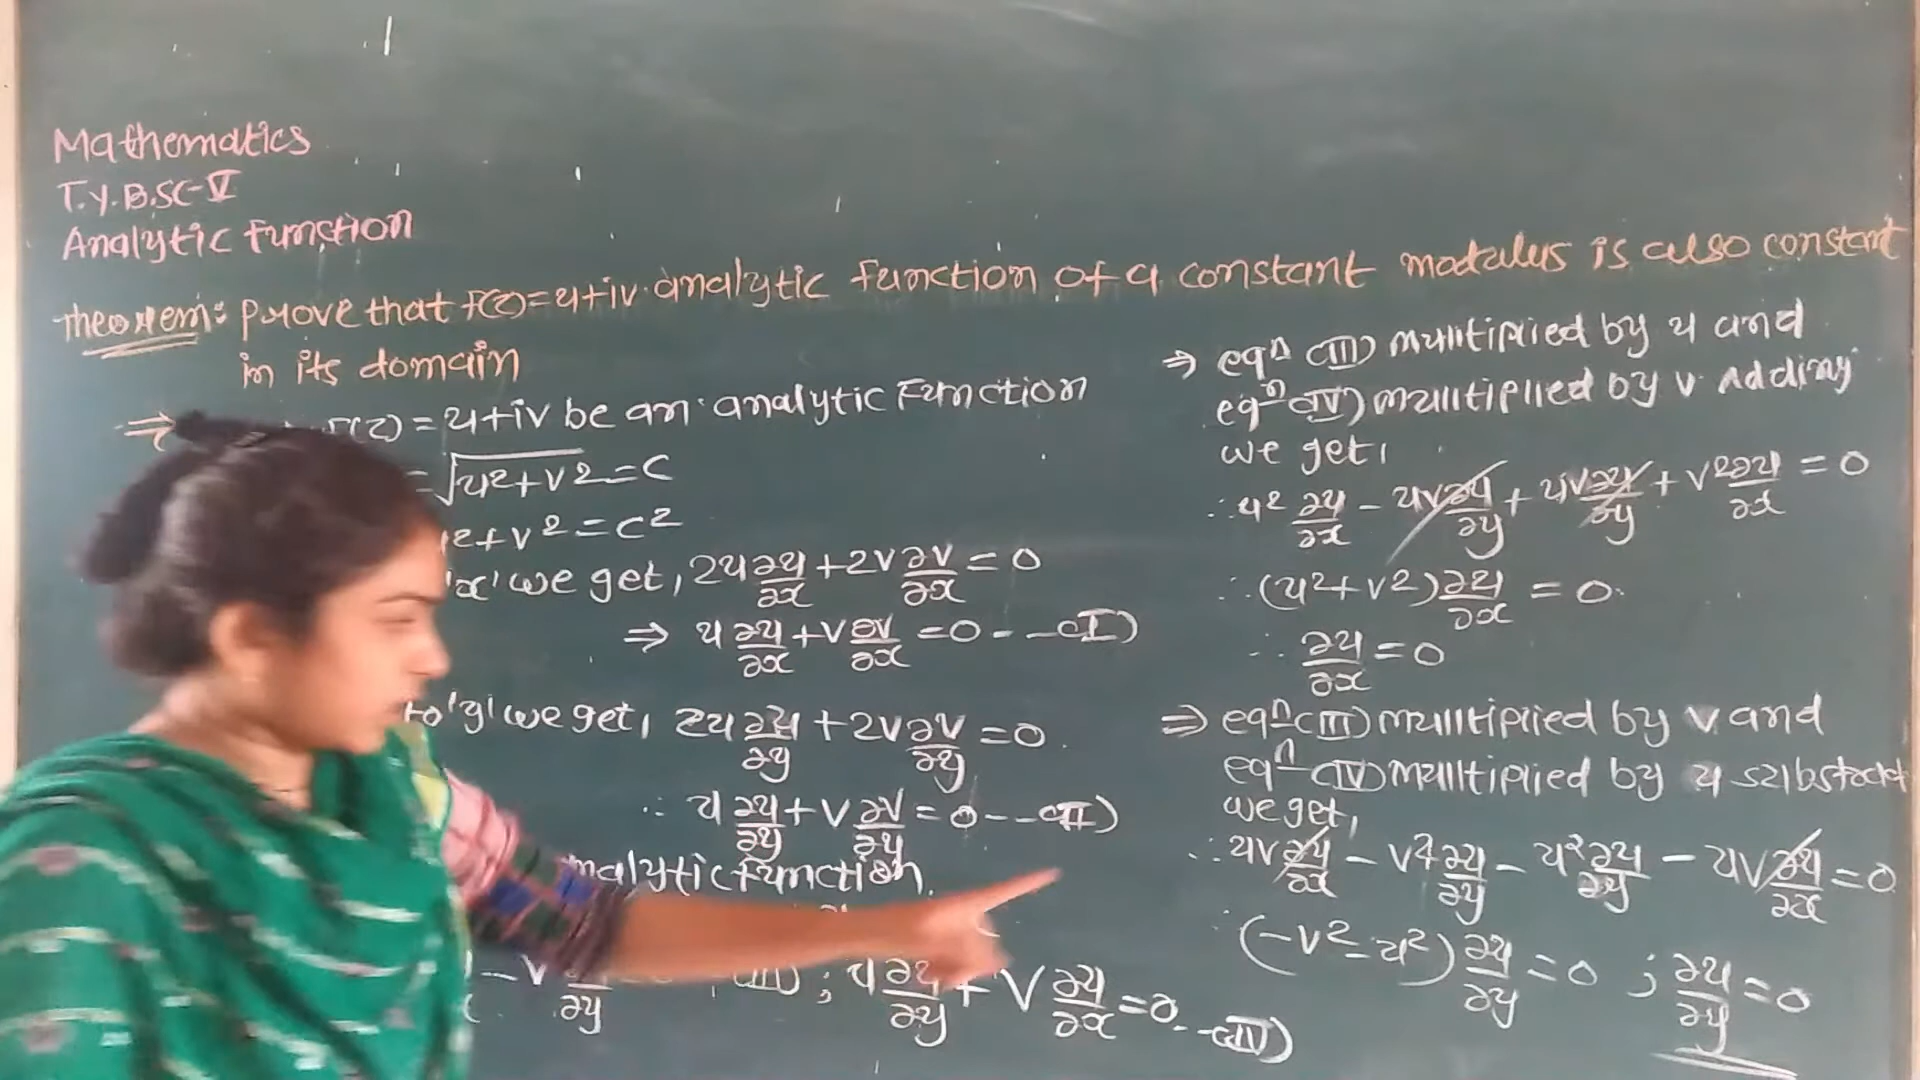 Mathematics
T.Y.B.SC-V
Analytic Function
theorem: prove that f(z)=u+iv analytic function of a constant modulus is also constant
in its domain
⇒ f(z) = u+iv be an analytic function
= √u²+v² = c
u²+v² = c²
'x' we get, 2u ∂u/∂x + 2v ∂v/∂x = 0
⇒ u ∂u/∂x + v ∂v/∂x = 0 -- (I)
to 'y' we get, 2u ∂u/∂y + 2v ∂v/∂y = 0
∴ u ∂u/∂y + v ∂v/∂y = 0 -- (II)
analytic function.
- v ∂u/∂y (III) ; u ∂u/∂y + v ∂u/∂x = 0 -- (IV)
⇒ eqn (III) multiplied by u and
eqn (IV) multiplied by v Adding
we get,
∴ u² ∂u/∂x - uv ∂u/∂y + uv ∂u/∂y + v² ∂u/∂x = 0
∴ (u²+v²) ∂u/∂x = 0
∴ ∂u/∂x = 0
⇒ eqn (III) multiplied by v and
eqn (IV) multiplied by u substract
we get,
∴ uv ∂u/∂x - v² ∂u/∂y - u² ∂u/∂y - uv ∂u/∂x = 0
∴ (-v²-u²) ∂u/∂y = 0 ; ∂u/∂y = 0